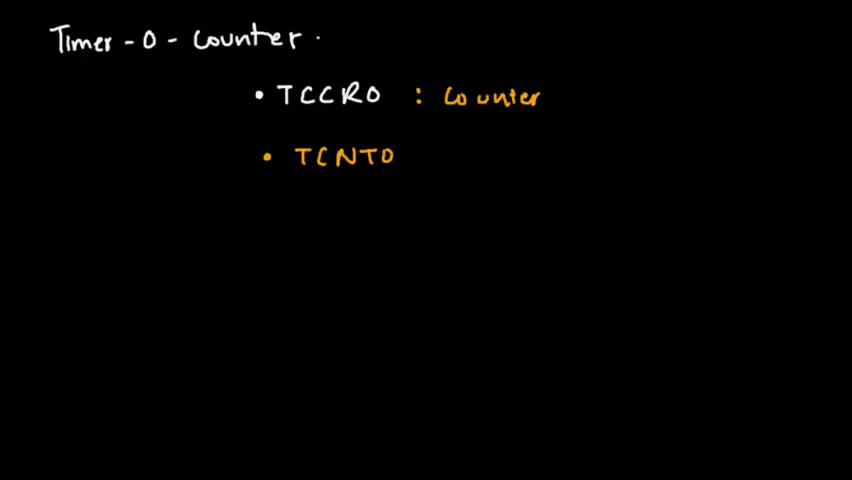 Timer - 0 - Counter .
• TCCR0 : Counter
• TCNT0